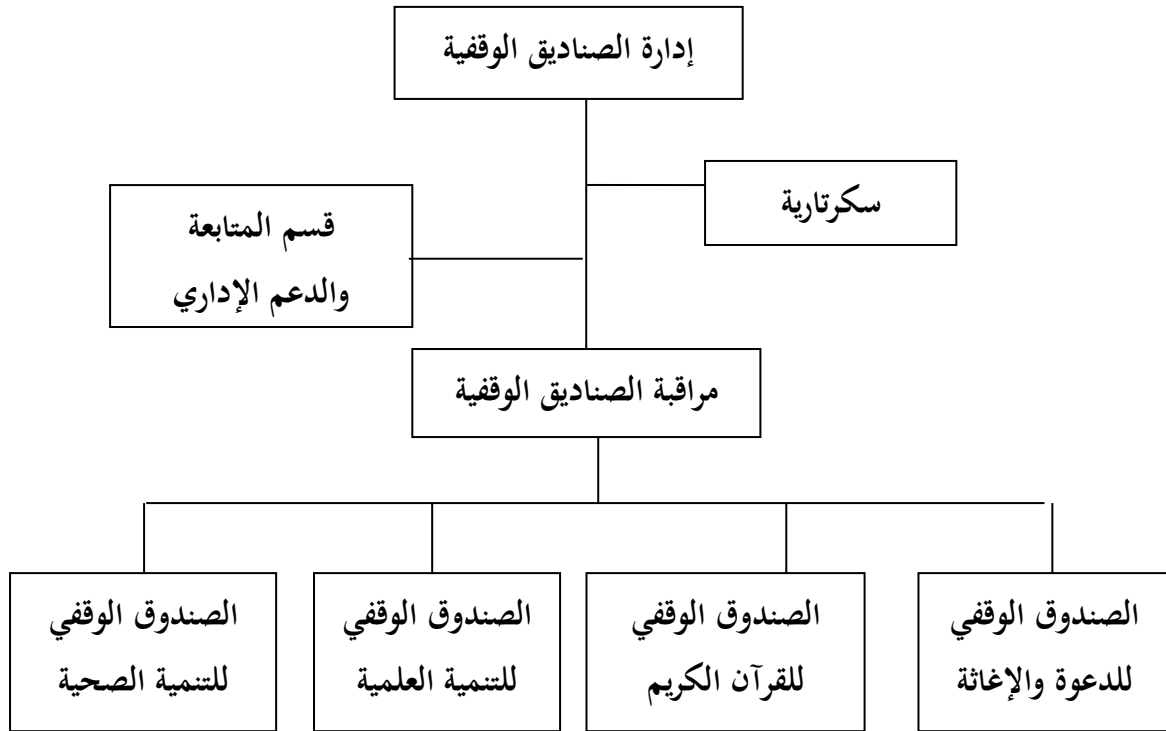 إدارة الصناديق الوقفية
سكرتارية
قسم المتابعة
والدعم الإداري
مراقبة الصناديق الوقفية
الصندوق الوقفي
للدعوة والإغاثة
الصندوق الوقفي
للقرآن الكريم
الصندوق الوقفي
للتنمية العلمية
الصندوق الوقفي
للتنمية الصحية